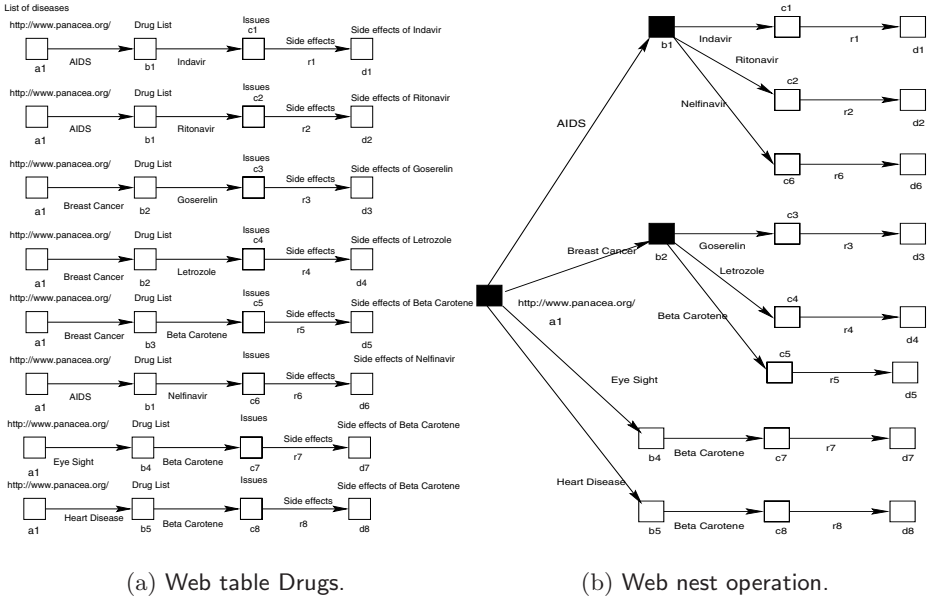 List of diseases
http://www.panacea.org/ Drug List Issues
c1 Side effects Side effects of Indavir
a1 AIDS b1 Indavir r1 d1
http://www.panacea.org/ Drug List Issues
c2 Side effects Side effects of Ritonavir
a1 AIDS b1 Ritonavir r2 d2
http://www.panacea.org/ Drug List Issues
c3 Side effects Side effects of Goserelin
a1 Breast Cancer b2 Goserelin r3 d3
http://www.panacea.org/ Drug List Issues
c4 Side effects Side effects of Letrozole
a1 Breast Cancer b2 Letrozole r4 d4
http://www.panacea.org/ Drug List Issues
c5 Side effects Side effects of Beta Carotene
a1 Breast Cancer b3 Beta Carotene r5 d5
http://www.panacea.org/ Drug List Issues
Side effects Side effects of Nelfinavir
a1 AIDS b1 Nelfinavir c6 r6 d6
http://www.panacea.org/ Drug List Issues Side effects of Beta Carotene
Side effects
a1 Eye Sight b4 Beta Carotene c7 r7 d7
http://www.panacea.org/ Drug List Issues Side effects of Beta Carotene
Side effects
a1 Heart Disease b5 Beta Carotene c8 r8 d8
(a) Web table Drugs.
c1
b1 Indavir r1 d1
Ritonavir
c2
Nelfinavir r2 d2
AIDS
c6 r6 d6
c3
Breast Cancer b2 Goserelin r3 d3
Letrozole
http://www.panacea.org/
a1
Beta Carotene c4 r4 d4
c5
r5 d5
Eye Sight
b4 Beta Carotene c7 r7 d7
Heart Disease
b5 Beta Carotene c8 r8 d8
(b) Web nest operation.